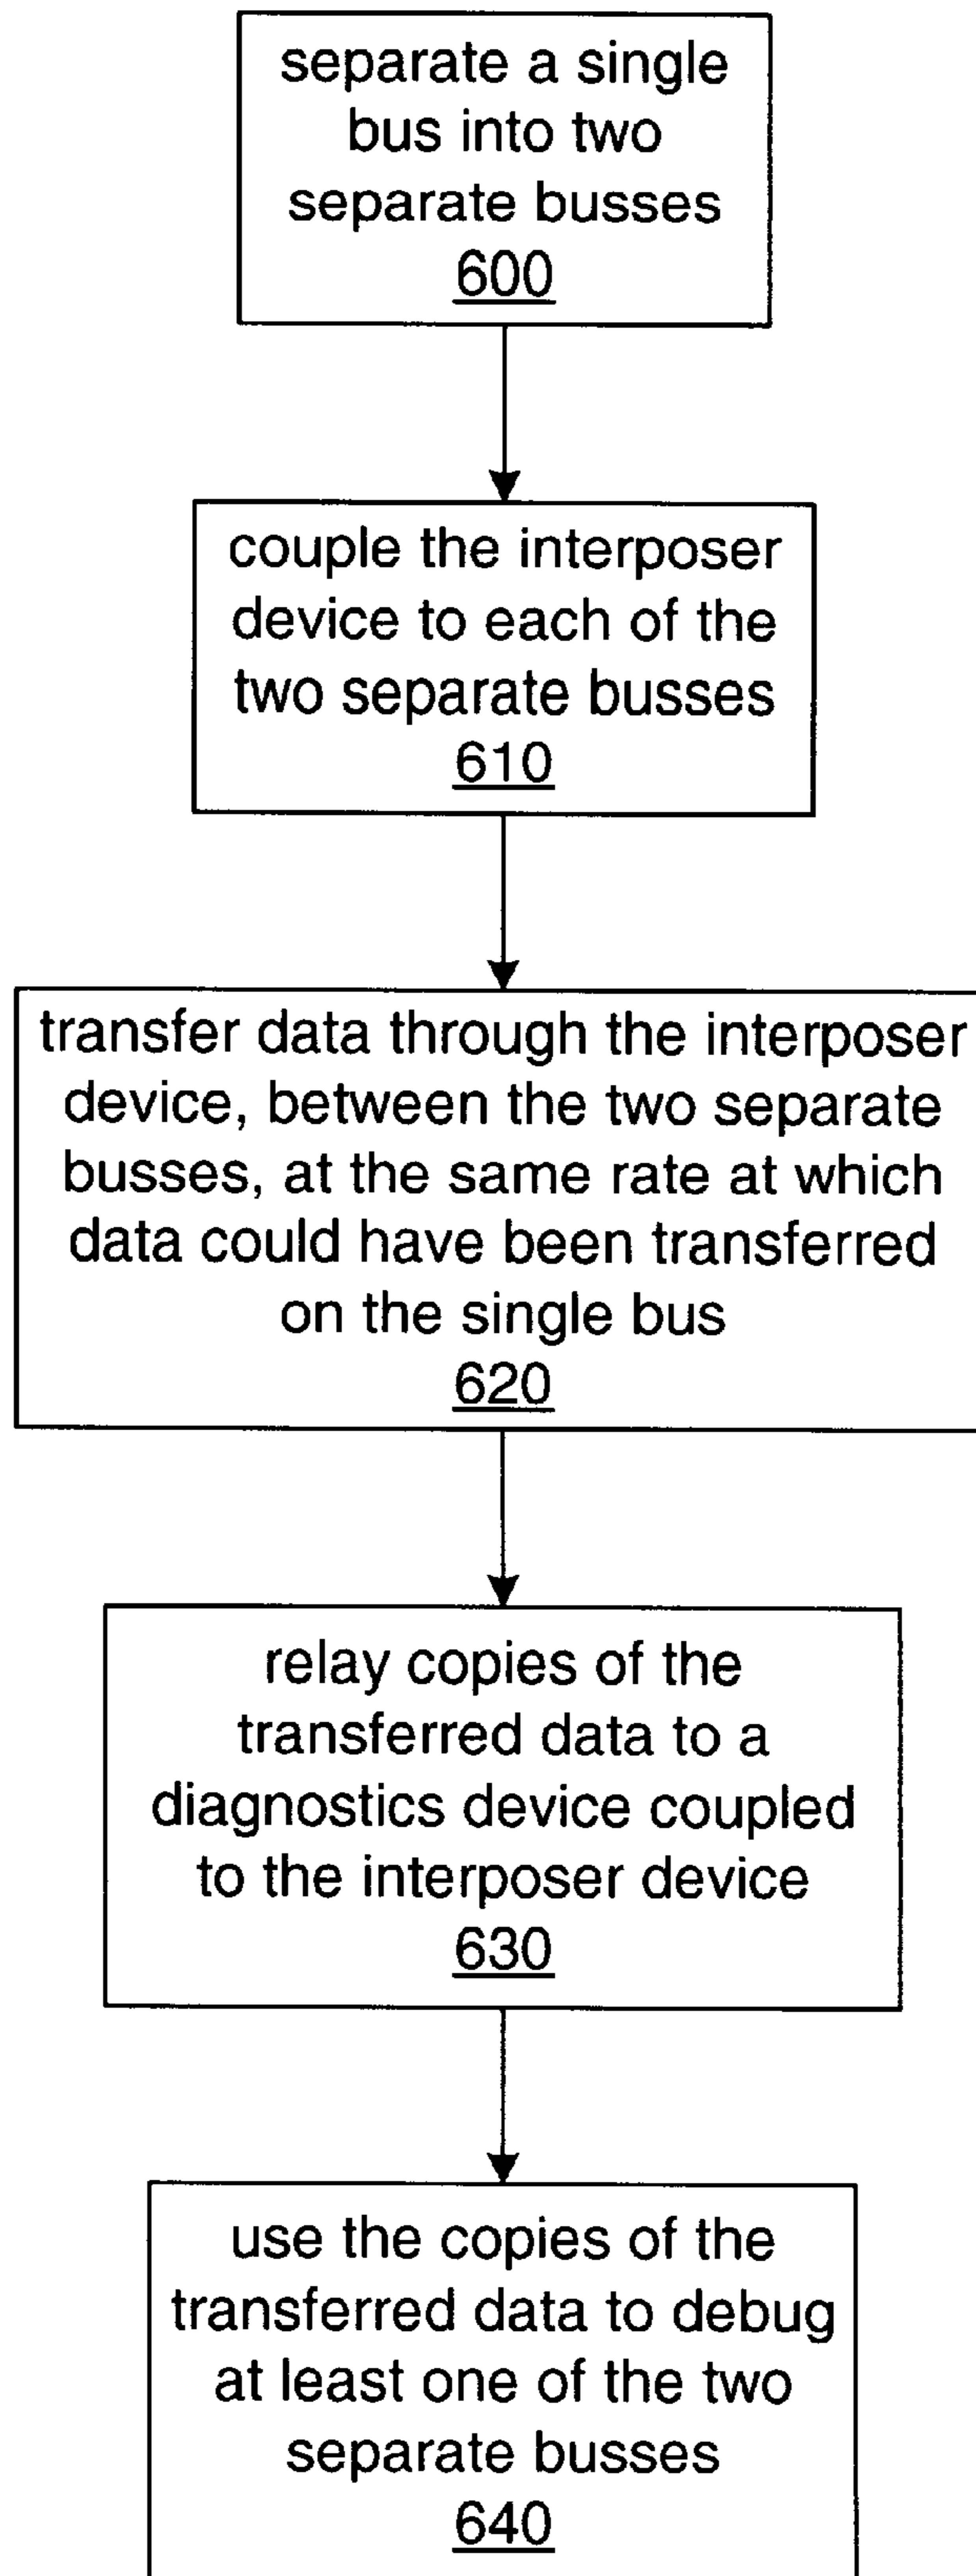 separate a single
bus into two
separate busses
600
couple the interposer
device to each of the
two separate busses
610
transfer data through the interposer
device, between the two separate
busses, at the same rate at which
data could have been transferred
on the single bus
620
relay copies of the
transferred data to a
diagnostics device coupled
to the interposer device
630
use the copies of the
transferred data to debug
at least one of the two
separate busses
640